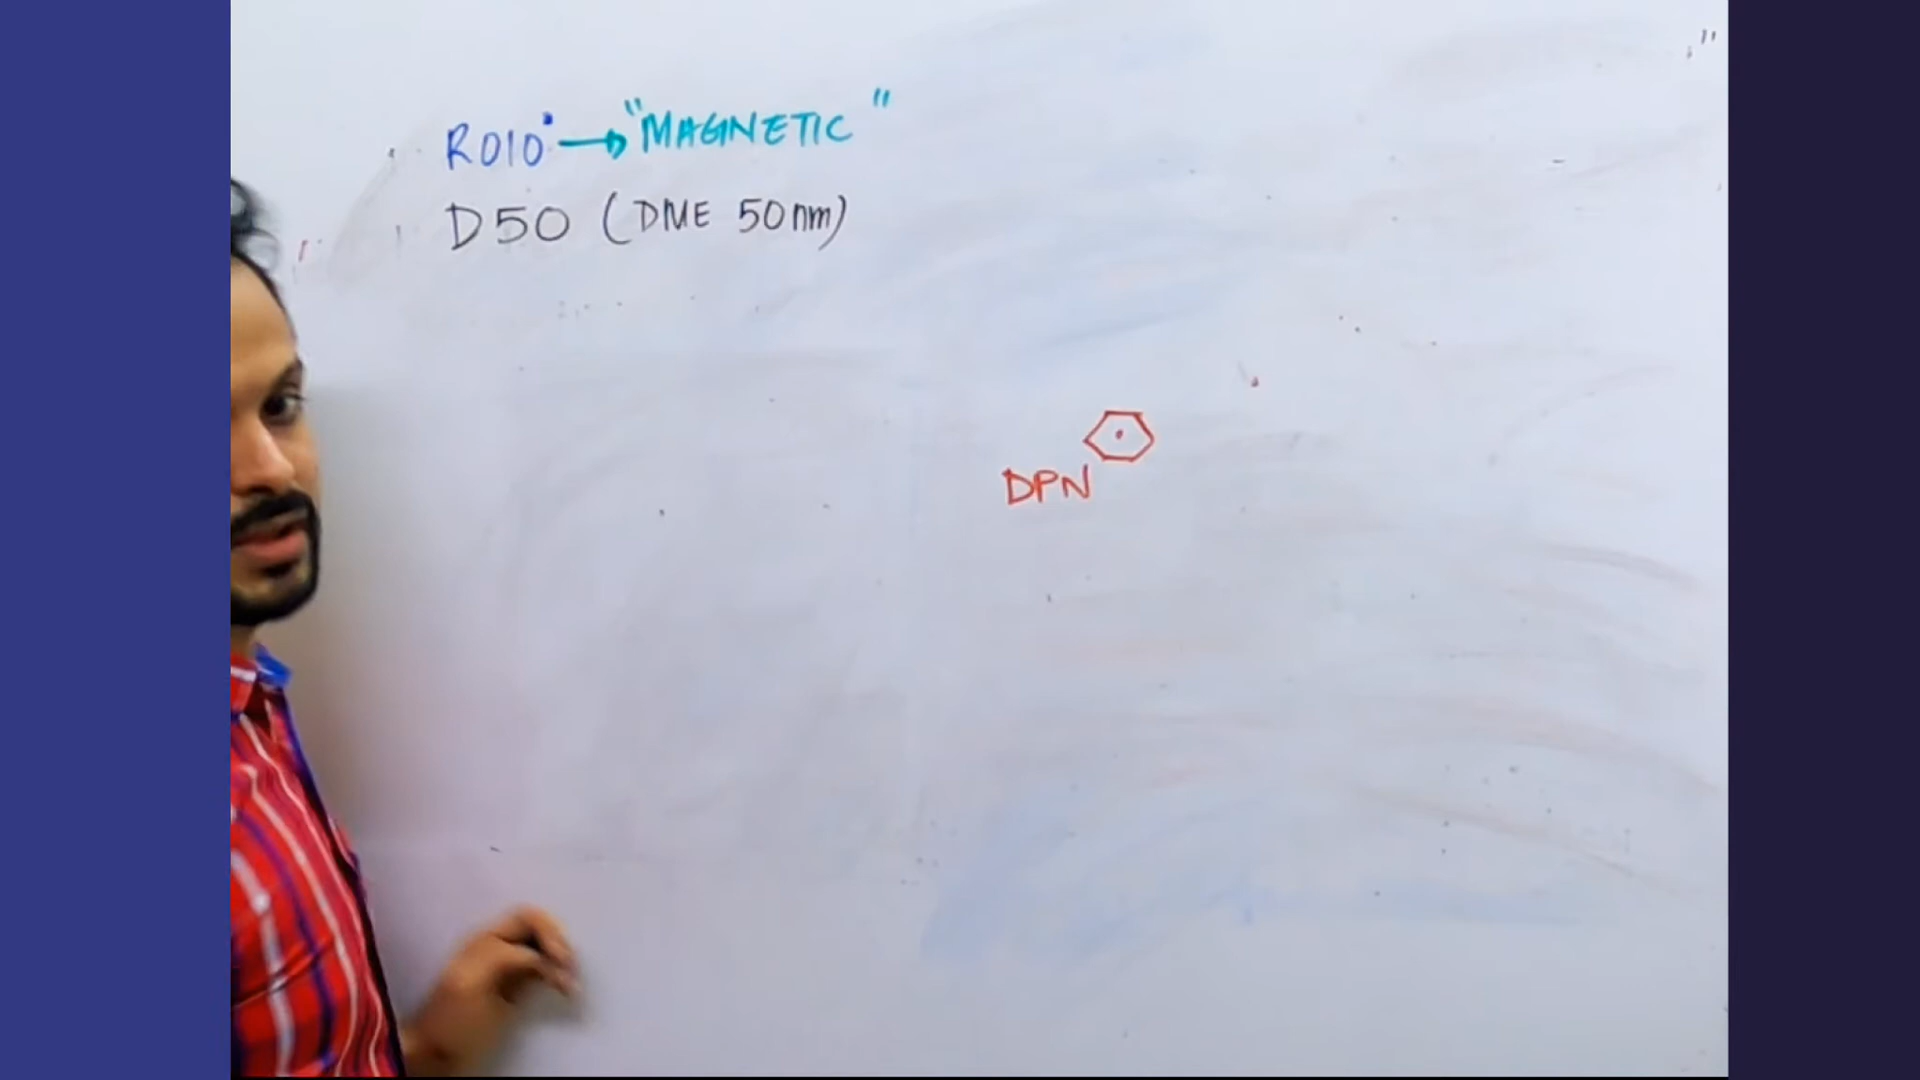 R010° → "MAGNETIC"
D50 (DME 50nm)
DPN